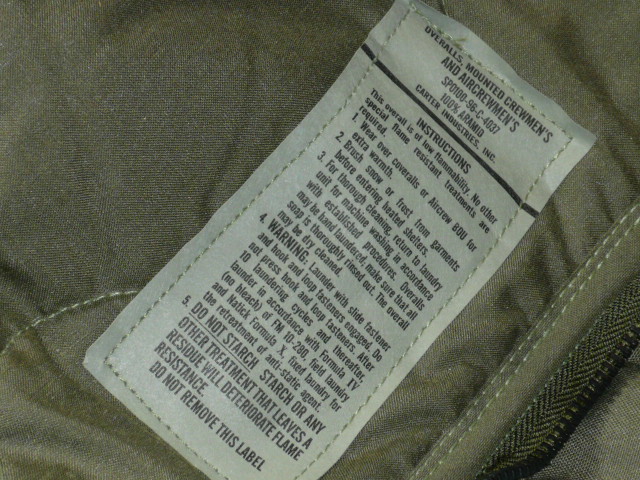 OVERALLS, MOUNTED CREWMEN'S
AND AIRCREWMEN'S
SPO100-96-C-4037
100% ARAMID
CARTER INDUSTRIES, INC.
INSTRUCTIONS
This overall is of low flammability. No other
special flame resistant treatments are
required.
1. Wear over coveralls or Aircrew BDU for
extra warmth.
2. Brush snow or frost from garments
before entering heated shelters.
3. For thorough cleaning, return to laundry
unit for machine washing in accordance
with established procedures. Overalls
may be hand laundered make sure that all
soap is thoroughly rinsed out. The overall
may be dry cleaned.
4. WARNING. Launder with slide fastener
and hook and loop fasteners engaged. Do
not press hook and loop fasteners. After
10 laundering cycles and thereafter,
launder in accordance with Formula IV
(no bleach) of FM 10-280, field laundry
and Natick Formula X, fixed laundry for
the retreatment of anti-static agent.
5. DO NOT STARCH. STARCH OR ANY
OTHER TREATMENT THAT LEAVES A
RESIDUE WILL DETERIORATE FLAME
RESISTANCE.
DO NOT REMOVE THIS LABEL